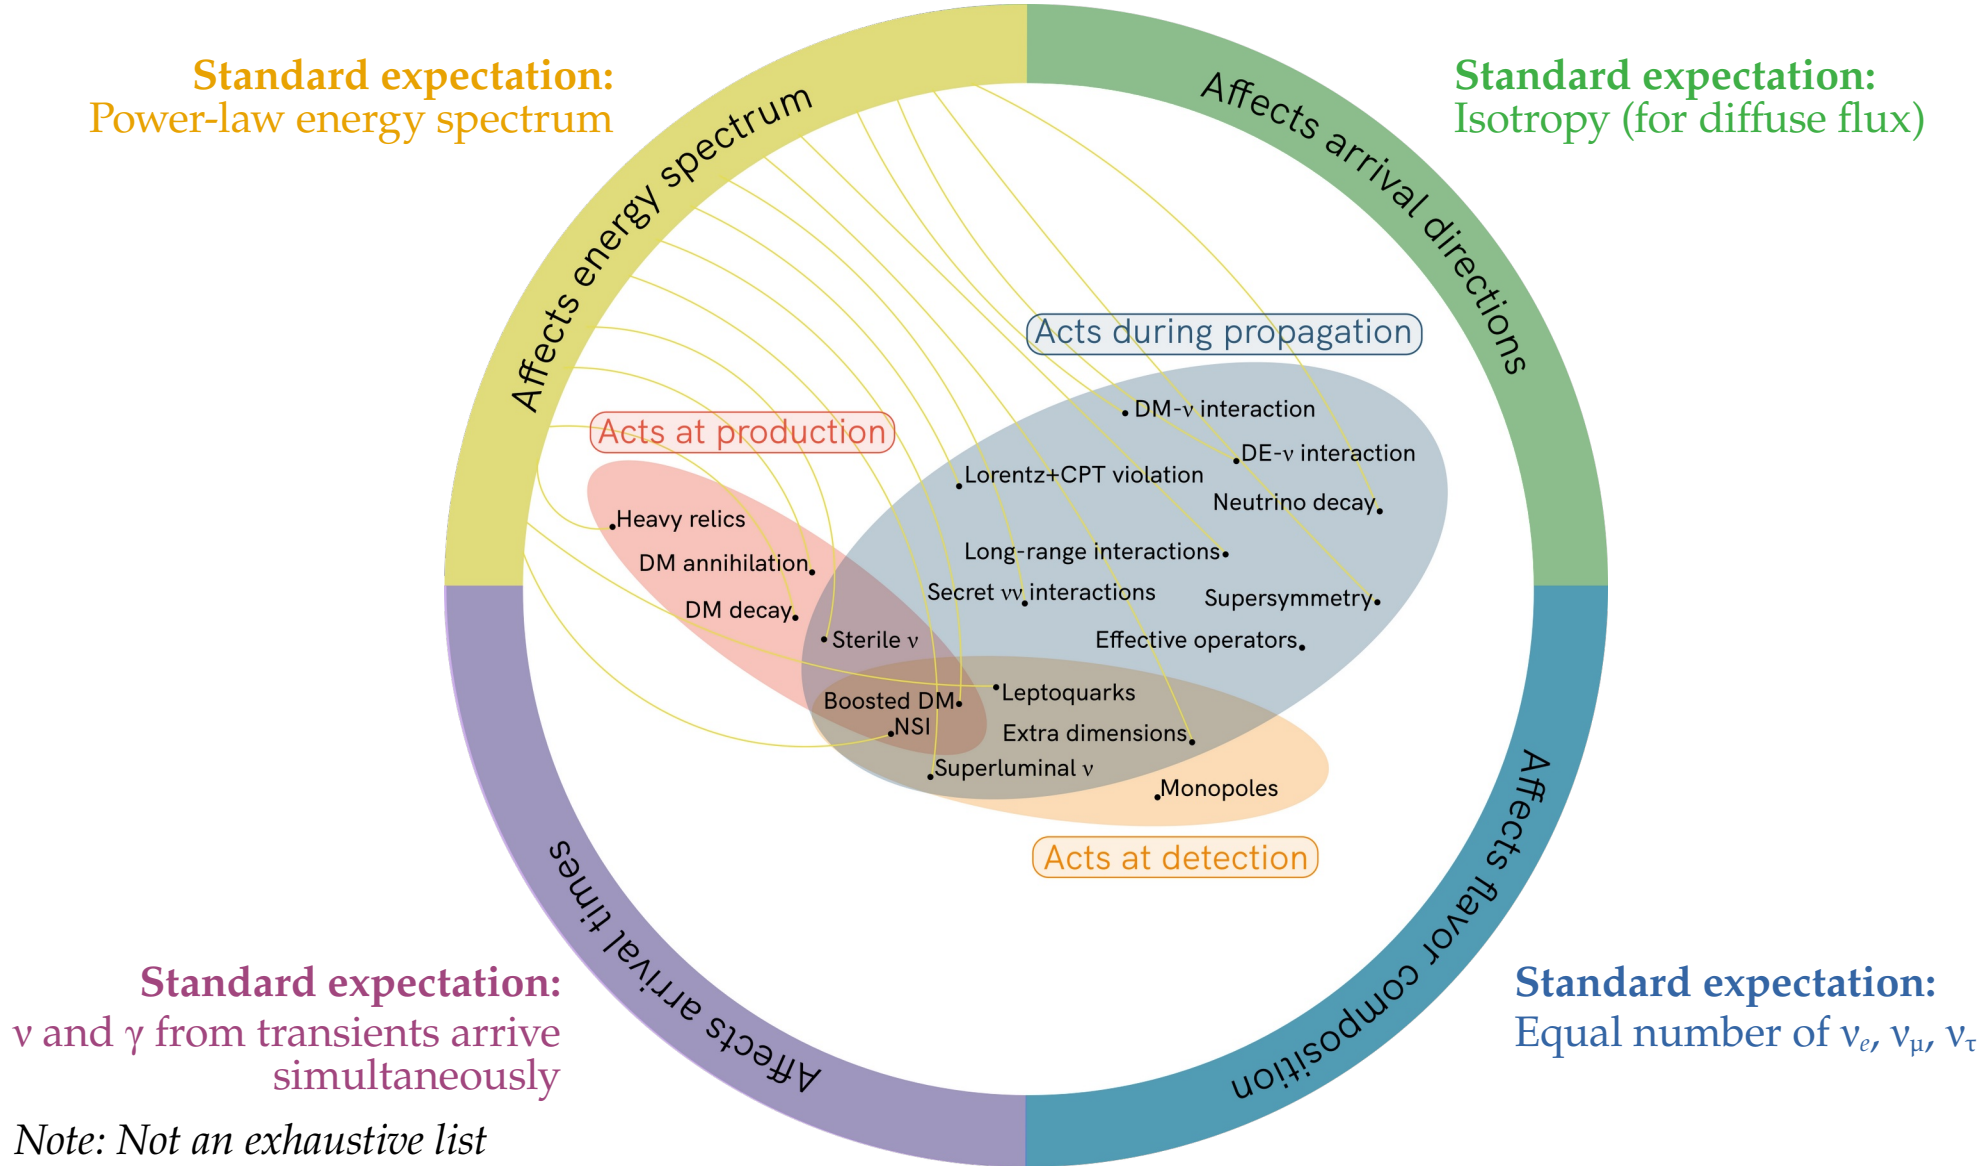 Standard expectation:
Power-law energy spectrum
Standard expectation:
Isotropy (for diffuse flux)
Affects energy spectrum
Affects arrival directions
Acts during propagation
Acts at production
DM-ν interaction
DE-ν interaction
Lorentz+CPT violation
Neutrino decay
Heavy relics
Long-range interactions
DM annihilation
Secret νν interactions
Supersymmetry
DM decay
Sterile ν
Effective operators
Leptoquarks
Boosted DM
NSI
Extra dimensions
Superluminal ν
Monopoles
Acts at detection
Affects arrival times
Affects flavor composition
Standard expectation:
ν and γ from transients arrive
simultaneously
Standard expectation:
Equal number of νe, νμ, ντ
Note: Not an exhaustive list